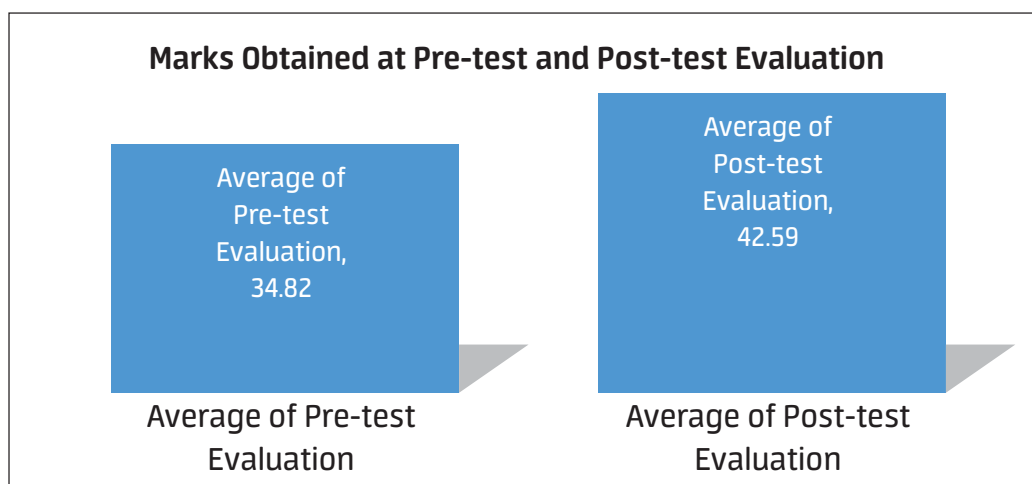 Marks Obtained at Pre-test and Post-test Evaluation
Average of
Pre-test
Evaluation,
34.82
Average of
Post-test
Evaluation,
42.59
Average of Pre-test
Evaluation
Average of Post-test
Evaluation